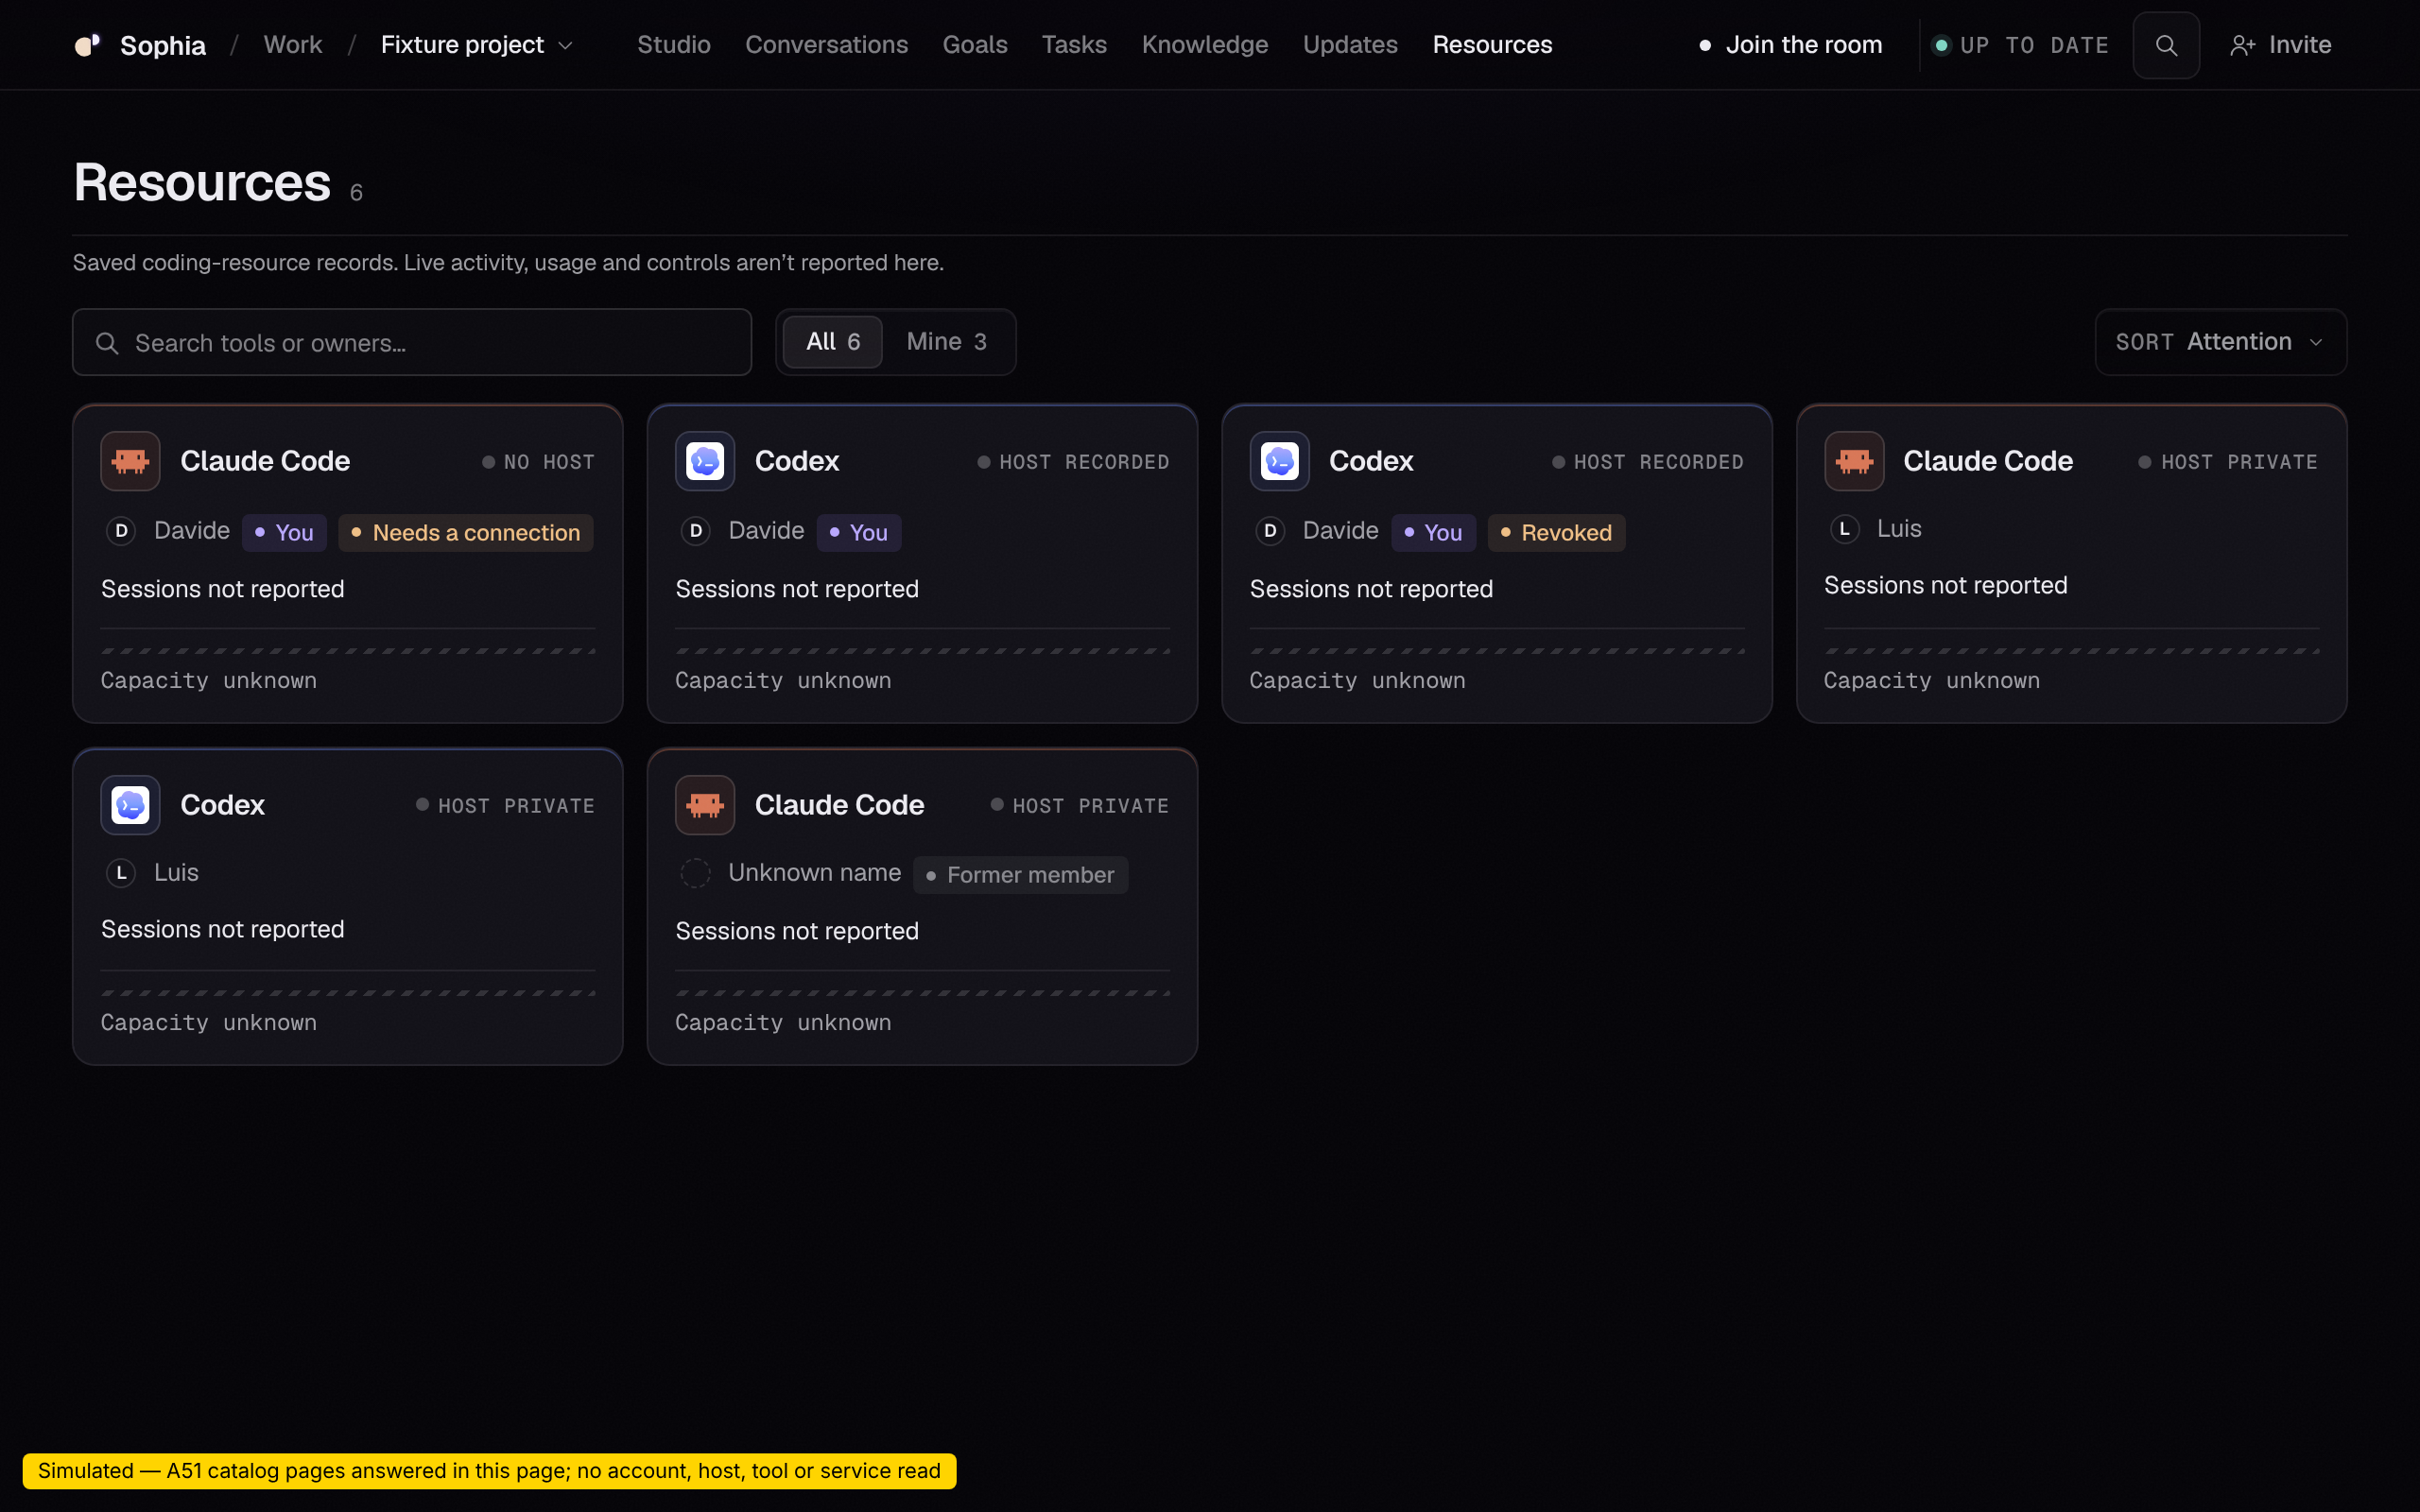 Sophia / Work / Fixture project Studio Conversations Goals Tasks Knowledge Updates Resources Join the room UP TO DATE Invite
Resources 6
Saved coding-resource records. Live activity, usage and controls aren’t reported here.
Search tools or owners…
All 6 Mine 3
SORT Attention
Claude Code NO HOST
D Davide You Needs a connection
Sessions not reported
Capacity unknown
Codex HOST RECORDED
D Davide You
Sessions not reported
Capacity unknown
Codex HOST RECORDED
D Davide You Revoked
Sessions not reported
Capacity unknown
Claude Code HOST PRIVATE
L Luis
Sessions not reported
Capacity unknown
Codex HOST PRIVATE
L Luis
Sessions not reported
Capacity unknown
Claude Code HOST PRIVATE
Unknown name Former member
Sessions not reported
Capacity unknown
Simulated — A51 catalog pages answered in this page; no account, host, tool or service read